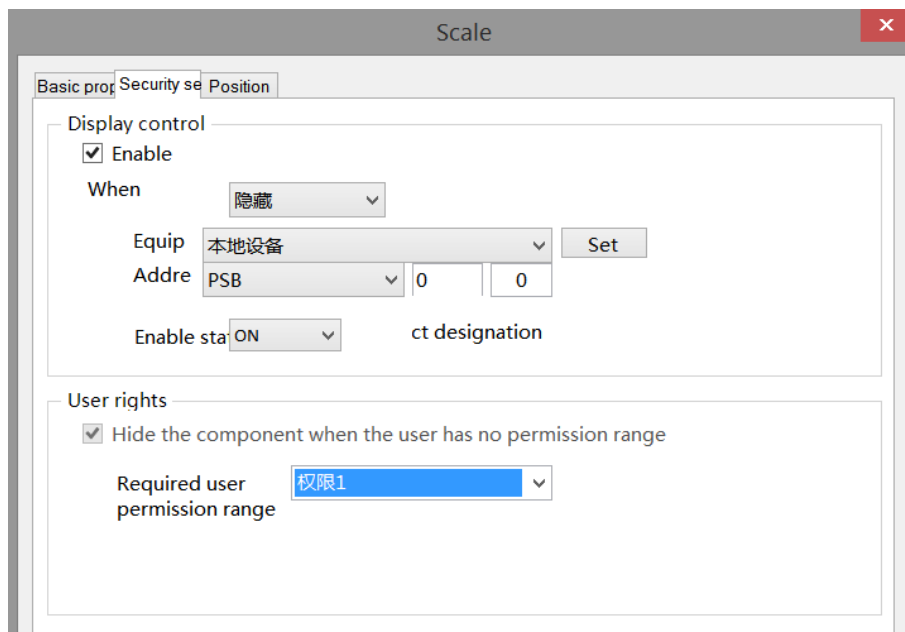 Scale
Basic prop Security se Position
Display control
Enable
When 隐藏
Equip 本地设备 Set
Addre PSB 0 0
Enable stat ON ct designation
User rights
Hide the component when the user has no permission range
Required user 权限1
permission range